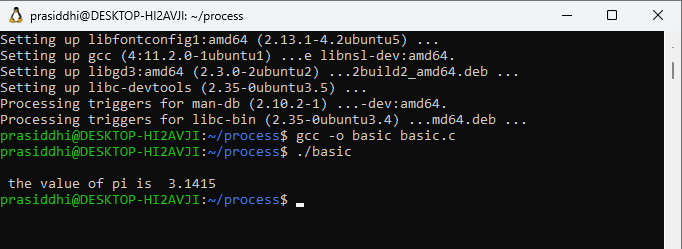 prasiddhi@DESKTOP-HI2AVJI: ~/process
Setting up libfontconfig1:amd64 (2.13.1-4.2ubuntu5) ...
Setting up gcc (4:11.2.0-1ubuntu1) ...e libnsl-dev:amd64.
Setting up libgd3:amd64 (2.3.0-2ubuntu2) ...2build2_amd64.deb ...
Setting up libc-devtools (2.35-0ubuntu3.5) ...
Processing triggers for man-db (2.10.2-1) ...-dev:amd64.
Processing triggers for libc-bin (2.35-0ubuntu3.4) ...md64.deb ...
prasiddhi@DESKTOP-HI2AVJI:~/process$ gcc -o basic basic.c
prasiddhi@DESKTOP-HI2AVJI:~/process$ ./basic
the value of pi is  3.1415
prasiddhi@DESKTOP-HI2AVJI:~/process$